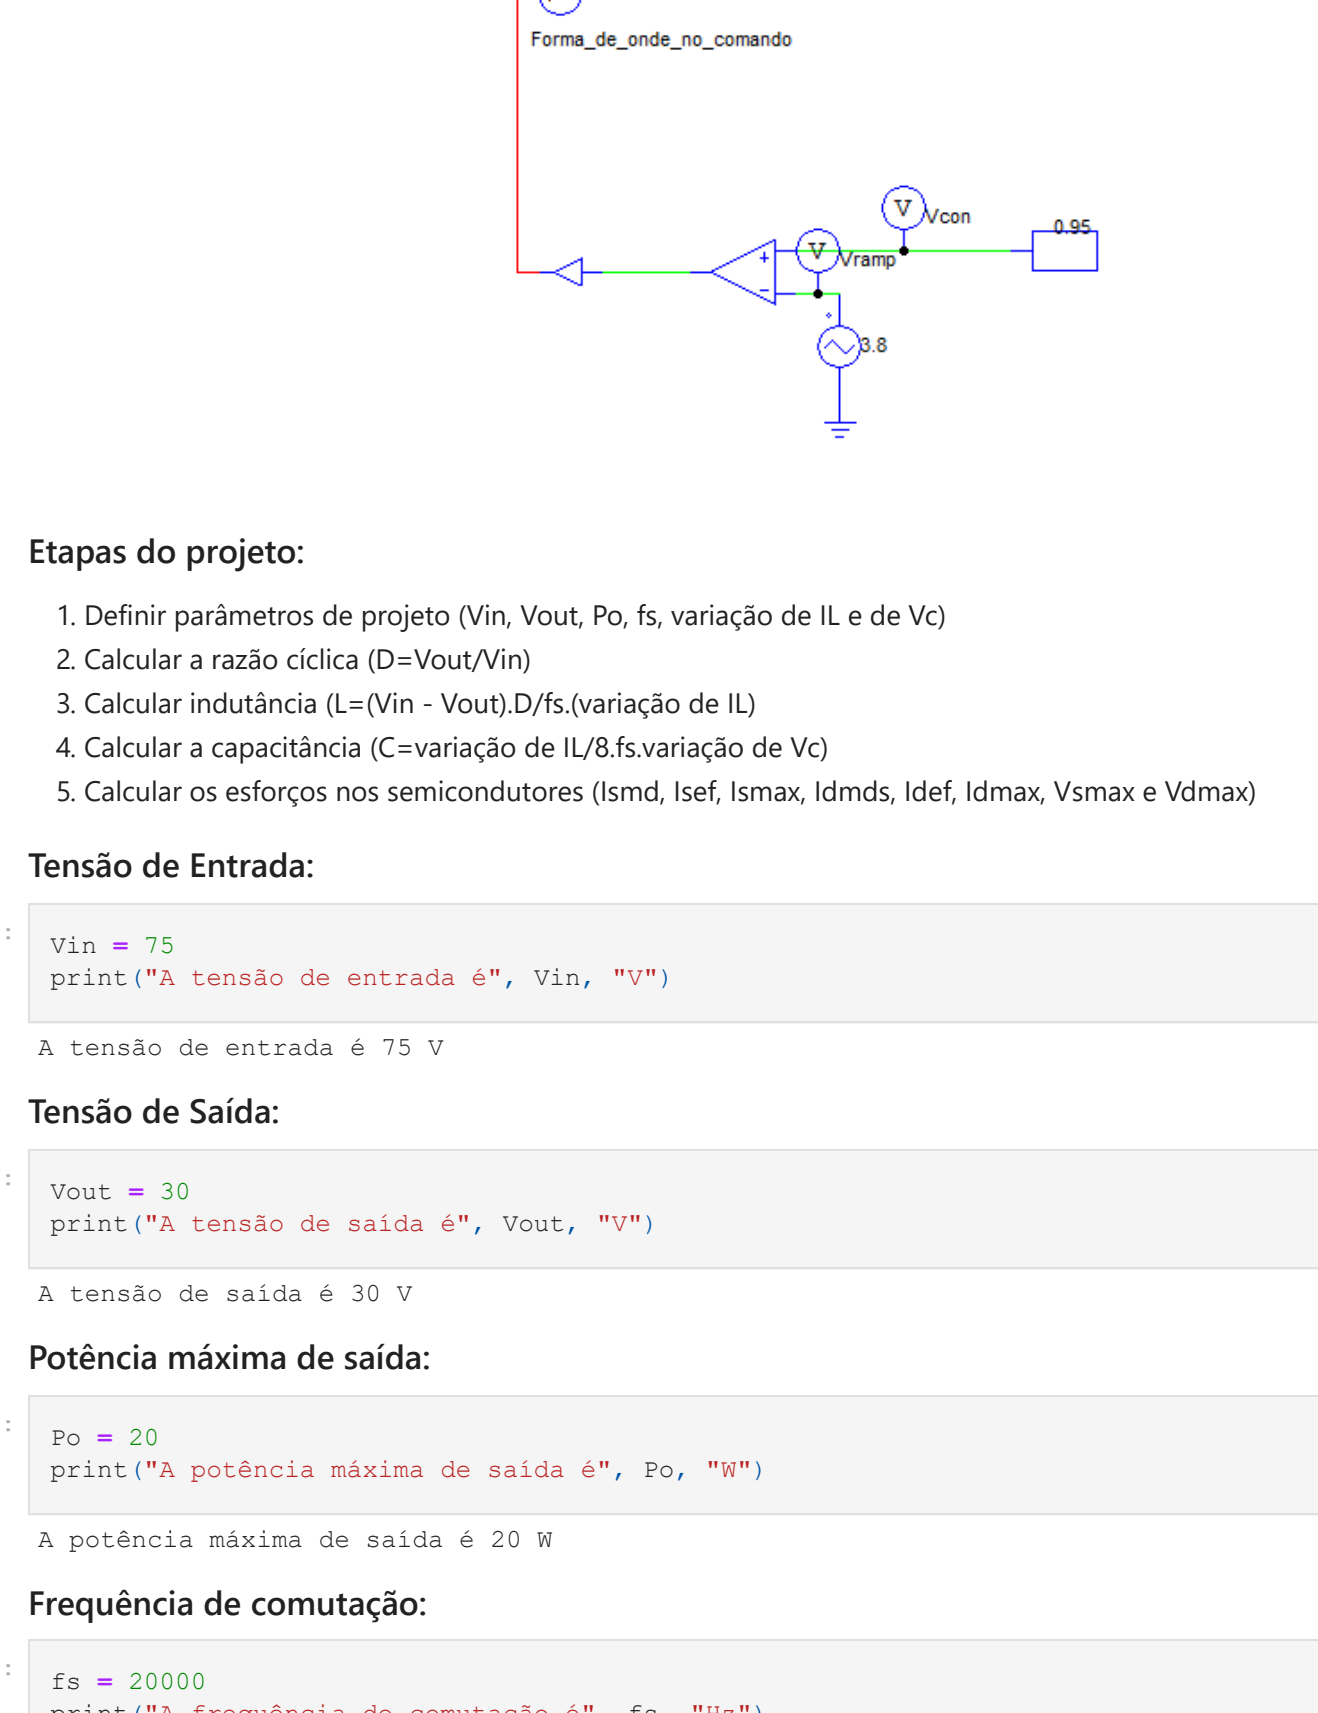 Forma_de_onde_no_comando
V Vcon
0.95
V Vramp
+
−
3.8
Etapas do projeto:
1. Definir parâmetros de projeto (Vin, Vout, Po, fs, variação de IL e de Vc)
2. Calcular a razão cíclica (D=Vout/Vin)
3. Calcular indutância (L=(Vin - Vout).D/fs.(variação de IL)
4. Calcular a capacitância (C=variação de IL/8.fs.variação de Vc)
5. Calcular os esforços nos semicondutores (Ismd, Isef, Ismax, Idmds, Idef, Idmax, Vsmax e Vdmax)
Tensão de Entrada:
:
Vin = 75
print("A tensão de entrada é", Vin, "V")
A tensão de entrada é 75 V
Tensão de Saída:
:
Vout = 30
print("A tensão de saída é", Vout, "V")
A tensão de saída é 30 V
Potência máxima de saída:
:
Po = 20
print("A potência máxima de saída é", Po, "W")
A potência máxima de saída é 20 W
Frequência de comutação:
:
fs = 20000
print("A frequência de comutação é", fs, "Hz")